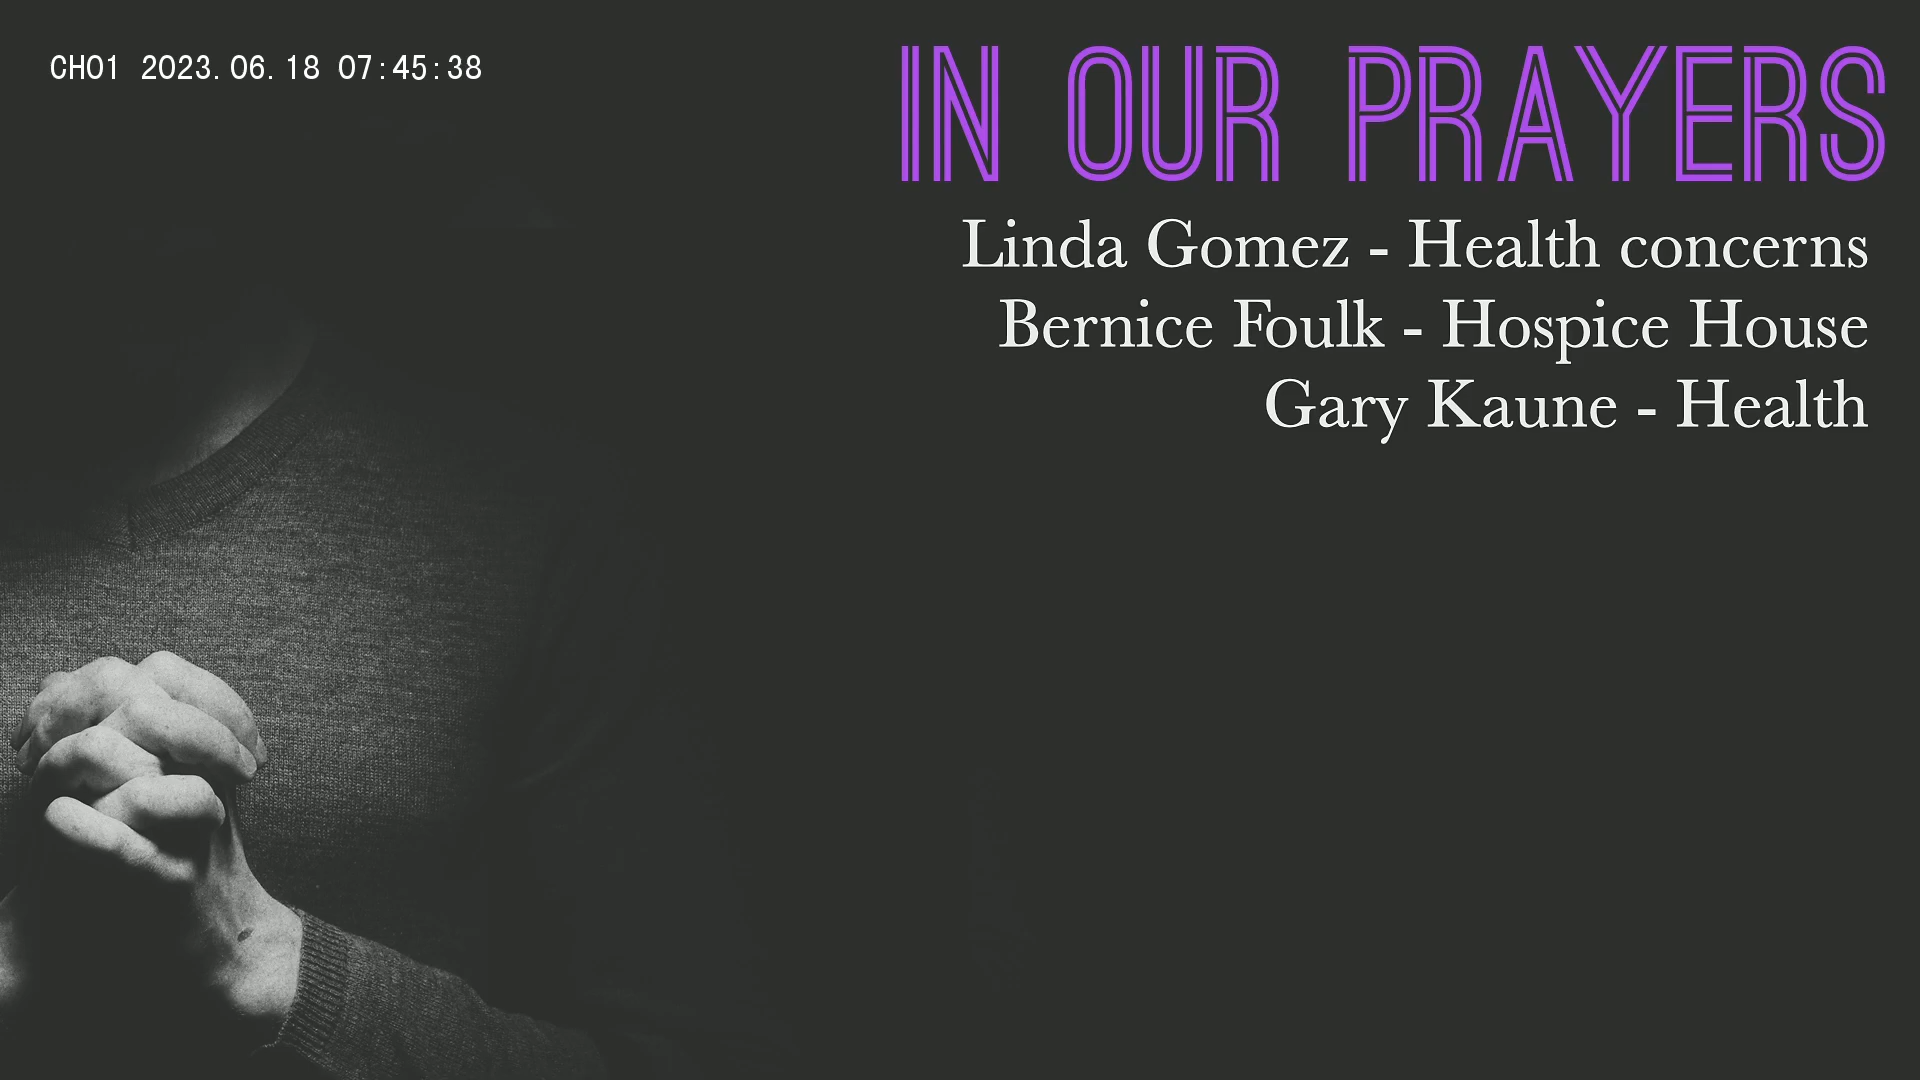 CH01 2023.06.18 07:45:38
IN OUR PRAYERS
Linda Gomez - Health concerns
Bernice Foulk - Hospice House
Gary Kaune - Health